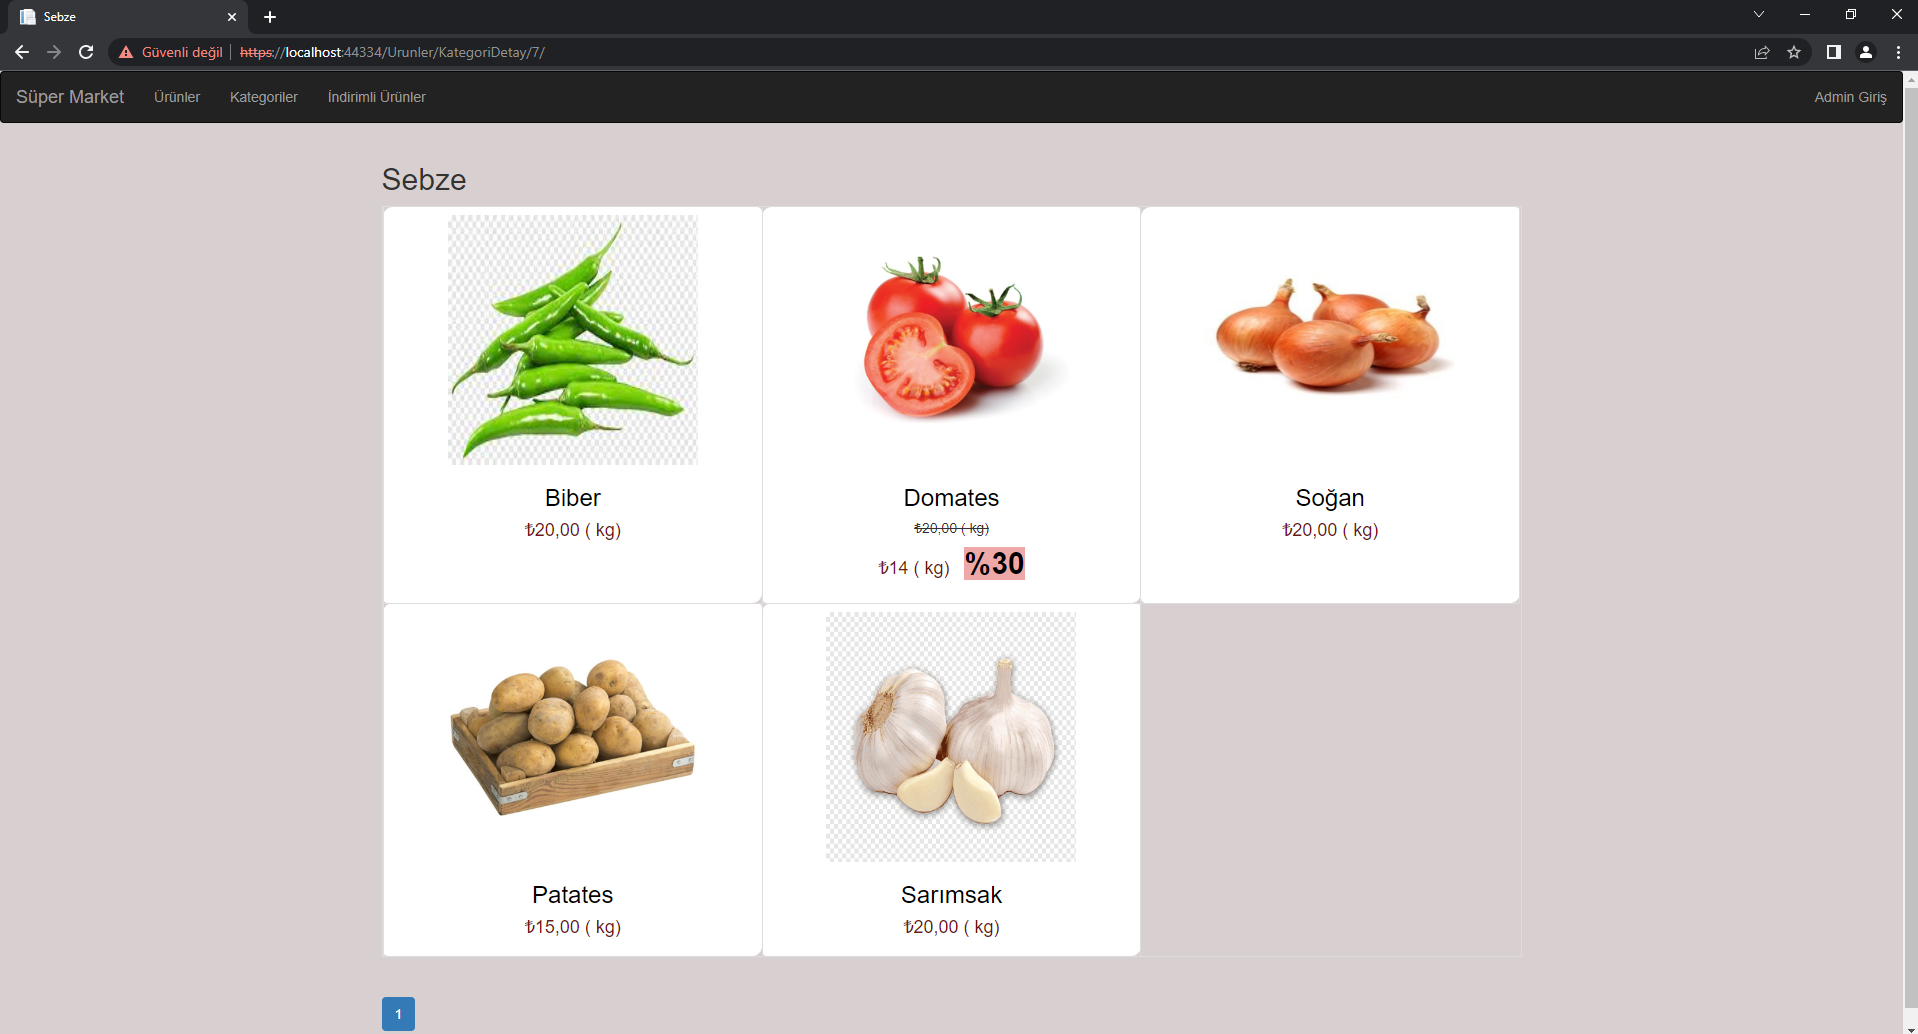 Sebze
Güvenli değil
https://localhost:44334/Urunler/KategoriDetay/7/
Süper Market Ürünler Kategoriler İndirimli Ürünler Admin Giriş
Sebze
Biber
₺20,00 ( kg)
Domates
₺20,00 ( kg)
₺14 ( kg) %30
Soğan
₺20,00 ( kg)
Patates
₺15,00 ( kg)
Sarımsak
₺20,00 ( kg)
1